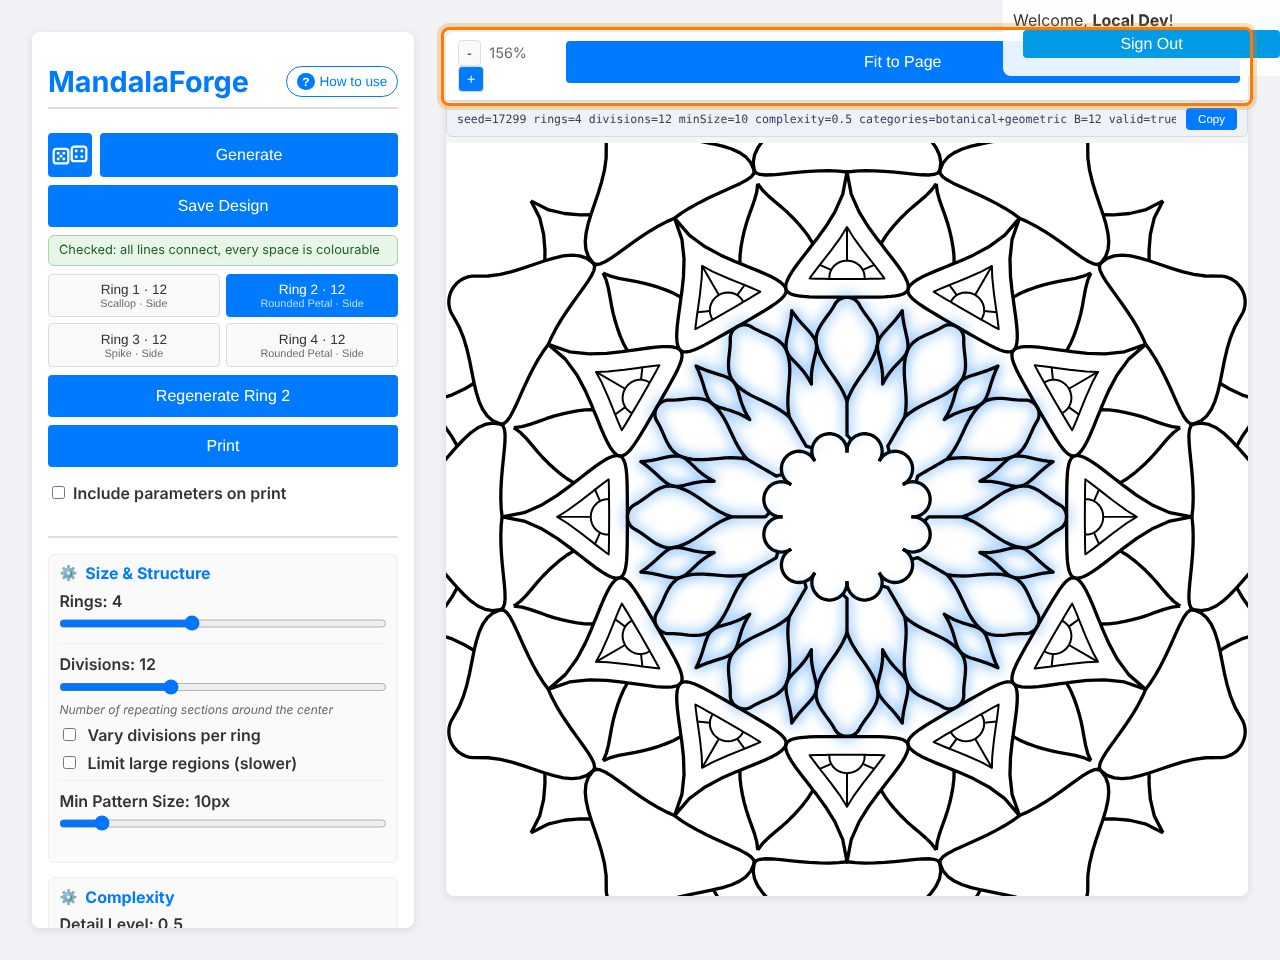 Welcome, Local Dev!
Sign Out
- 156%
+
Fit to Page
seed=17299 rings=4 divisions=12 minSize=10 complexity=0.5 categories=botanical+geometric B=12 valid=true
Copy
MandalaForge
? How to use
Generate
Save Design
Checked: all lines connect, every space is colourable
Ring 1 · 12
Scallop · Side
Ring 2 · 12
Rounded Petal · Side
Ring 3 · 12
Spike · Side
Ring 4 · 12
Rounded Petal · Side
Regenerate Ring 2
Print
Include parameters on print
Size & Structure
Rings: 4
Divisions: 12
Number of repeating sections around the center
Vary divisions per ring
Limit large regions (slower)
Min Pattern Size: 10px
Complexity
Detail Level: 0.5